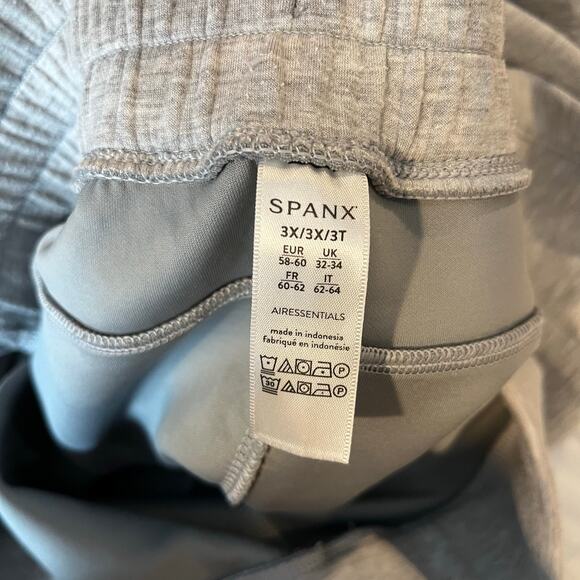 SPANX
3X/3X/3T
EUR UK
58-60 32-34
FR IT
60-62 62-64
AIRESSENTIALS
made in indonesia
fabriqué en indonésie
P
30 P